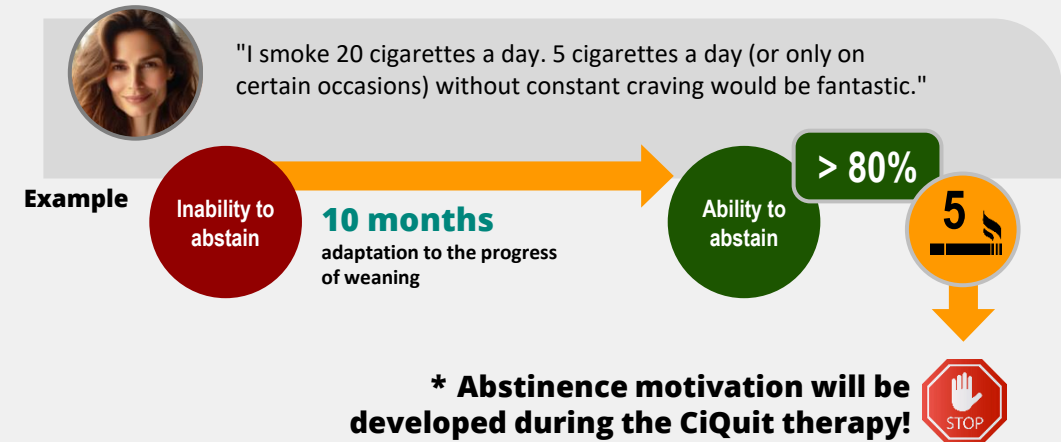 "I smoke 20 cigarettes a day. 5 cigarettes a day (or only on
certain occasions) without constant craving would be fantastic."
Example
Inability to
abstain
10 months
adaptation to the progress
of weaning
Ability to
abstain
> 80%
5
* Abstinence motivation will be
developed during the CiQuit therapy!
STOP